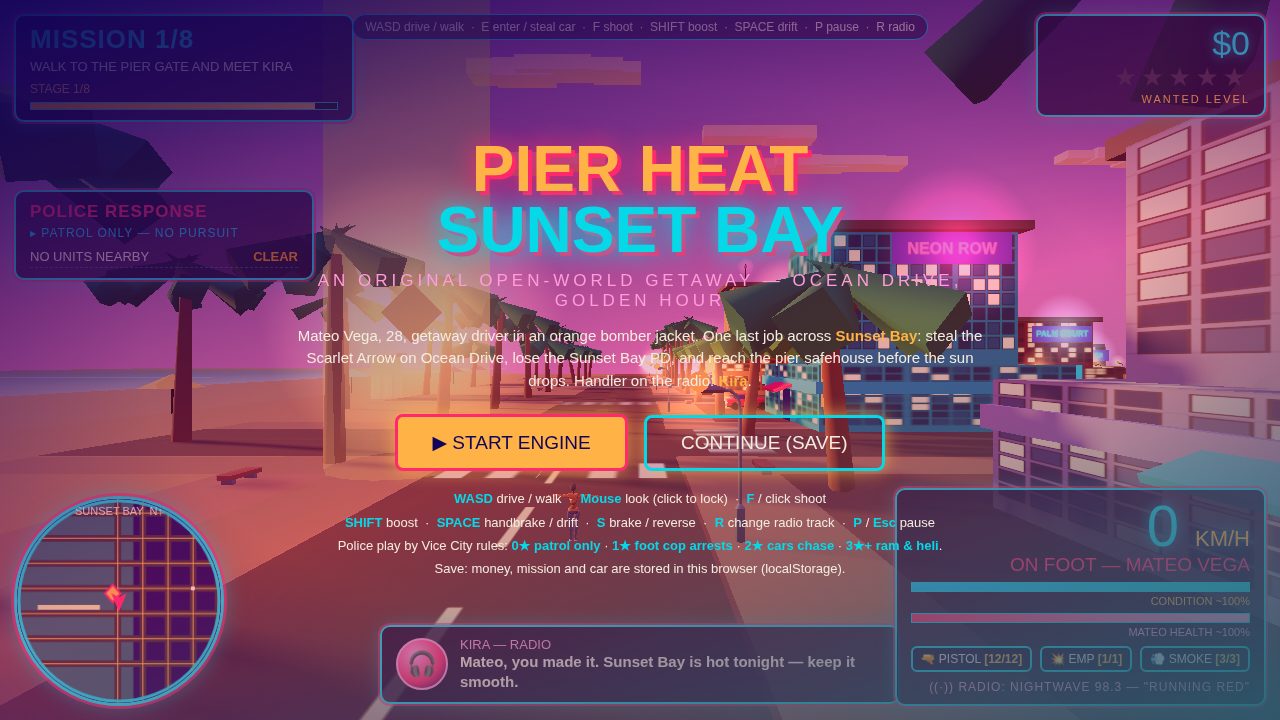 MISSION 1/8
WALK TO THE PIER GATE AND MEET KIRA
STAGE 1/8
WASD drive / walk · E enter / steal car · F shoot · SHIFT boost · SPACE drift · P pause · R radio
$0
★★★★★
WANTED LEVEL
POLICE RESPONSE
▸ PATROL ONLY — NO PURSUIT
NO UNITS NEARBY CLEAR
PIER HEAT
SUNSET BAY
NEON ROW
PALM COURT
AN ORIGINAL OPEN-WORLD GETAWAY — OCEAN DRIVE,
GOLDEN HOUR
Mateo Vega, 28, getaway driver in an orange bomber jacket. One last job across Sunset Bay: steal the
Scarlet Arrow on Ocean Drive, lose the Sunset Bay PD, and reach the pier safehouse before the sun
drops. Handler on the radio: Kira.
▶ START ENGINE
CONTINUE (SAVE)
WASD drive / walk · Mouse look (click to lock) · F / click shoot
SHIFT boost · SPACE handbrake / drift · S brake / reverse · R change radio track · P / Esc pause
Police play by Vice City rules: 0★ patrol only · 1★ foot cop arrests · 2★ cars chase · 3★+ ram & heli.
Save: money, mission and car are stored in this browser (localStorage).
SUNSET BAY
KIRA — RADIO
Mateo, you made it. Sunset Bay is hot tonight — keep it
smooth.
0 KM/H
ON FOOT — MATEO VEGA
CONDITION ~100%
MATEO HEALTH ~100%
🔫 PISTOL [12/12] 💥 EMP [1/1] 💨 SMOKE [3/3]
((·)) RADIO: NIGHTWAVE 98.3 — "RUNNING RED"